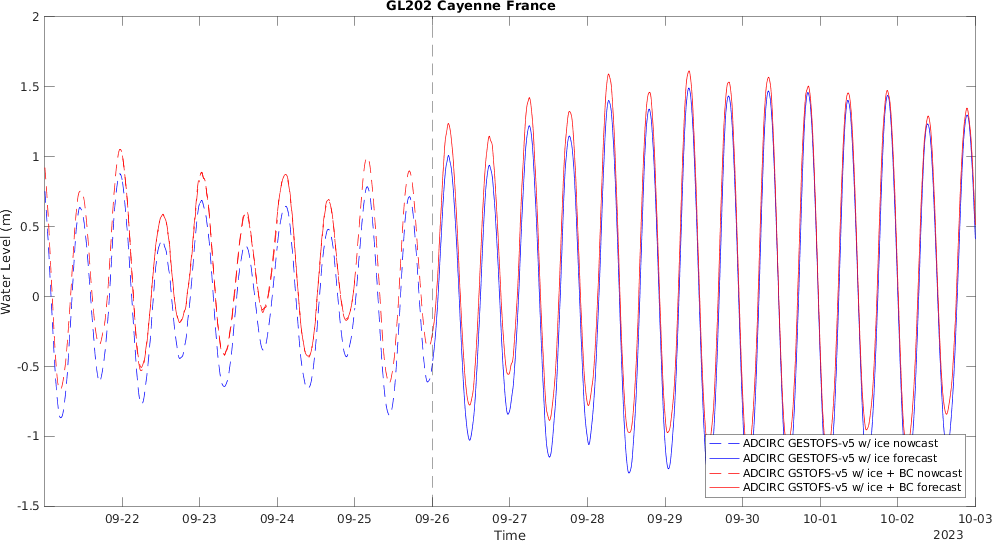 GL202 Cayenne France
2
1.5
1
0.5
0
-0.5
-1
-1.5
Water Level (m)
ADCIRC GESTOFS-v5 w/ ice nowcast
ADCIRC GESTOFS-v5 w/ ice forecast
ADCIRC GSTOFS-v5 w/ ice + BC nowcast
ADCIRC GSTOFS-v5 w/ ice + BC forecast
09-22 09-23 09-24 09-25 09-26 09-27 09-28 09-29 09-30 10-01 10-02 10-03
Time
2023